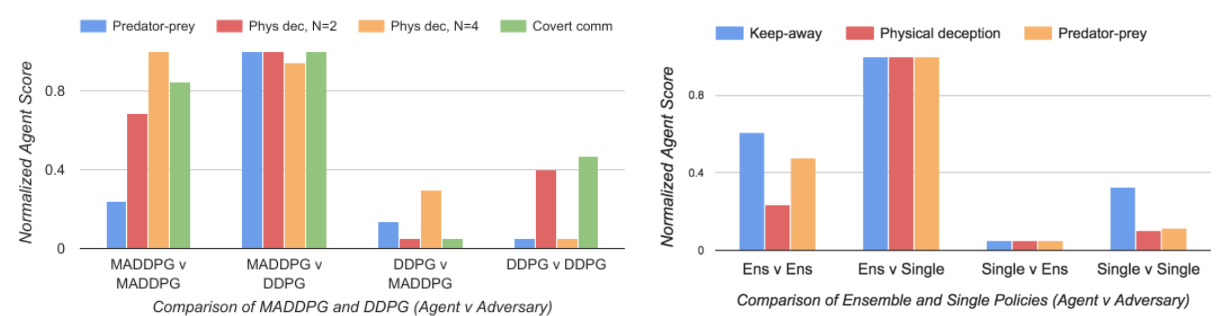 Predator-prey Phys dec, N=2 Phys dec, N=4 Covert comm
Normalized Agent Score
0.8
0.4
0
MADDPG v MADDPG
MADDPG v DDPG
DDPG v MADDPG
DDPG v DDPG
Comparison of MADDPG and DDPG (Agent v Adversary)
Keep-away Physical deception Predator-prey
Normalized Agent Score
0.8
0.4
0
Ens v Ens Ens v Single Single v Ens Single v Single
Comparison of Ensemble and Single Policies (Agent v Adversary)